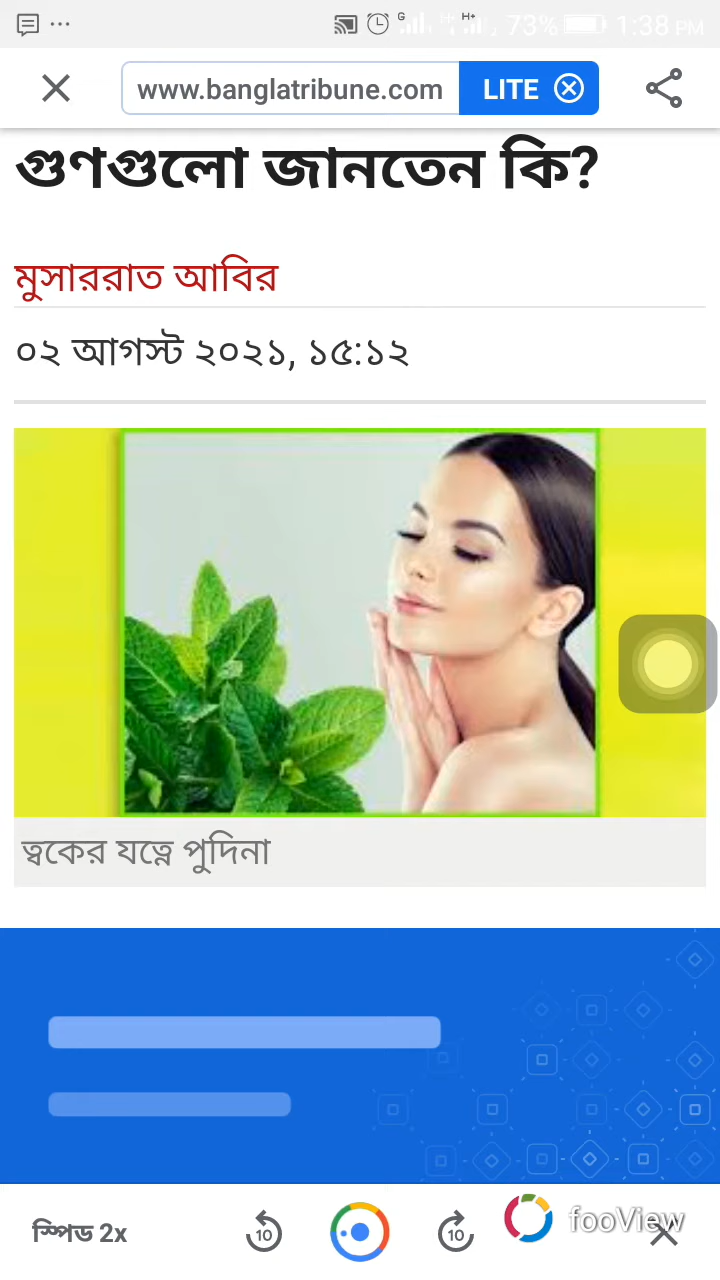 G H+ H+ 73% 1:38 PM
www.banglatribune.com LITE
গুণগুলো জানতেন কি?
মুসাররাত আবির
০২ আগস্ট ২০২১, ১৫:১২
ত্বকের যত্নে পুদিনা
স্পিড 2x 10 10 fooView